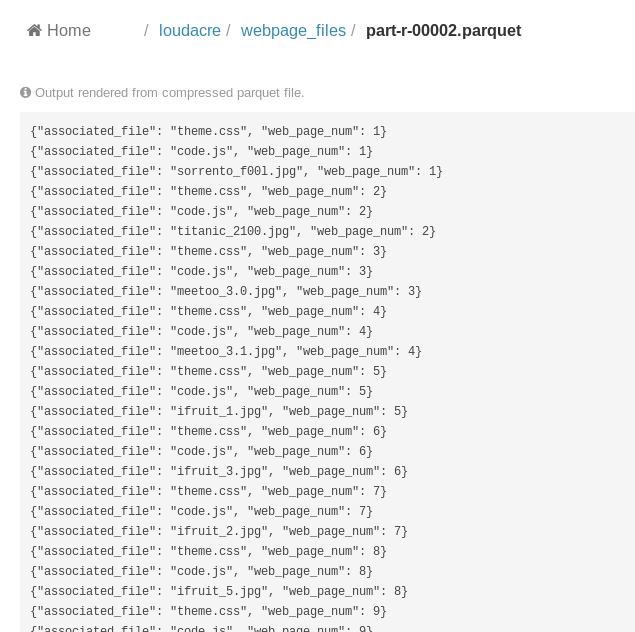 Home / loudacre / webpage_files / part-r-00002.parquet
Output rendered from compressed parquet file.
{"associated_file": "theme.css", "web_page_num": 1}
{"associated_file": "code.js", "web_page_num": 1}
{"associated_file": "sorrento_f00l.jpg", "web_page_num": 1}
{"associated_file": "theme.css", "web_page_num": 2}
{"associated_file": "code.js", "web_page_num": 2}
{"associated_file": "titanic_2100.jpg", "web_page_num": 2}
{"associated_file": "theme.css", "web_page_num": 3}
{"associated_file": "code.js", "web_page_num": 3}
{"associated_file": "meetoo_3.0.jpg", "web_page_num": 3}
{"associated_file": "theme.css", "web_page_num": 4}
{"associated_file": "code.js", "web_page_num": 4}
{"associated_file": "meetoo_3.1.jpg", "web_page_num": 4}
{"associated_file": "theme.css", "web_page_num": 5}
{"associated_file": "code.js", "web_page_num": 5}
{"associated_file": "ifruit_1.jpg", "web_page_num": 5}
{"associated_file": "theme.css", "web_page_num": 6}
{"associated_file": "code.js", "web_page_num": 6}
{"associated_file": "ifruit_3.jpg", "web_page_num": 6}
{"associated_file": "theme.css", "web_page_num": 7}
{"associated_file": "code.js", "web_page_num": 7}
{"associated_file": "ifruit_2.jpg", "web_page_num": 7}
{"associated_file": "theme.css", "web_page_num": 8}
{"associated_file": "code.js", "web_page_num": 8}
{"associated_file": "ifruit_5.jpg", "web_page_num": 8}
{"associated_file": "theme.css", "web_page_num": 9}
{"associated_file": "code.js", "web_page_num": 9}